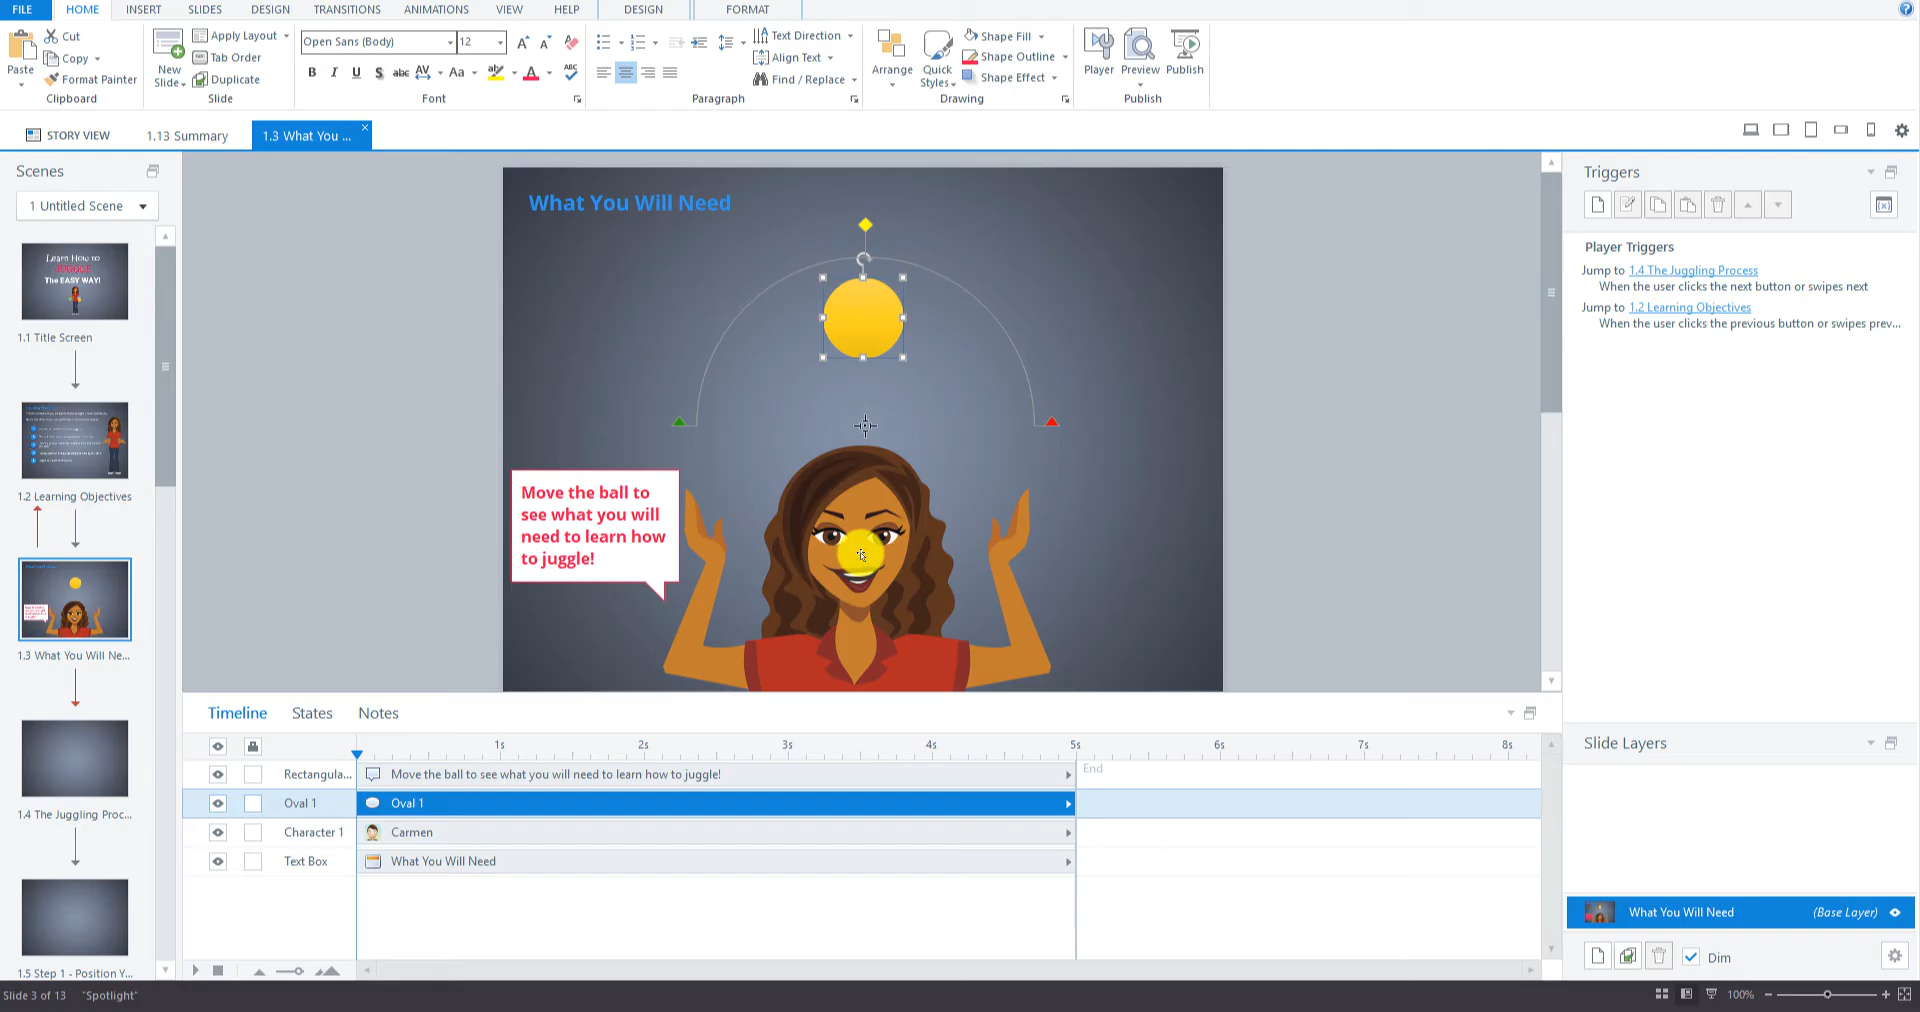 FILE HOME INSERT SLIDES DESIGN TRANSITIONS ANIMATIONS VIEW HELP DESIGN FORMAT
Paste
Cut
Copy
Format Painter
Clipboard
New
Slide
Apply Layout
Tab Order
Duplicate
Slide
Open Sans (Body) 12
B I U S abc AV Aa A
ABC
Font
Text Direction
Align Text
Find / Replace
Paragraph
Arrange
Quick
Styles
Shape Fill
Shape Outline
Shape Effect
Drawing
Player Preview Publish
Publish
STORY VIEW 1.13 Summary 1.3 What You ...
Scenes
1 Untitled Scene
Learn How to
The EASY WAY!
1.1 Title Screen
1.2 Learning Objectives
1.3 What You Will Ne...
1.4 The Juggling Proc...
1.5 Step 1 - Position Y...
What You Will Need
Move the ball to
see what you will
need to learn how
to juggle!
Triggers
Player Triggers
Jump to 1.4 The Juggling Process
When the user clicks the next button or swipes next
Jump to 1.2 Learning Objectives
When the user clicks the previous button or swipes prev...
Timeline States Notes
1s 2s 3s 4s 5s 6s 7s 8s
Rectangula... Move the ball to see what you will need to learn how to juggle! End
Oval 1 Oval 1
Character 1 Carmen
Text Box What You Will Need
Slide Layers
What You Will Need (Base Layer)
Dim
Slide 3 of 13 "Spotlight" 100%